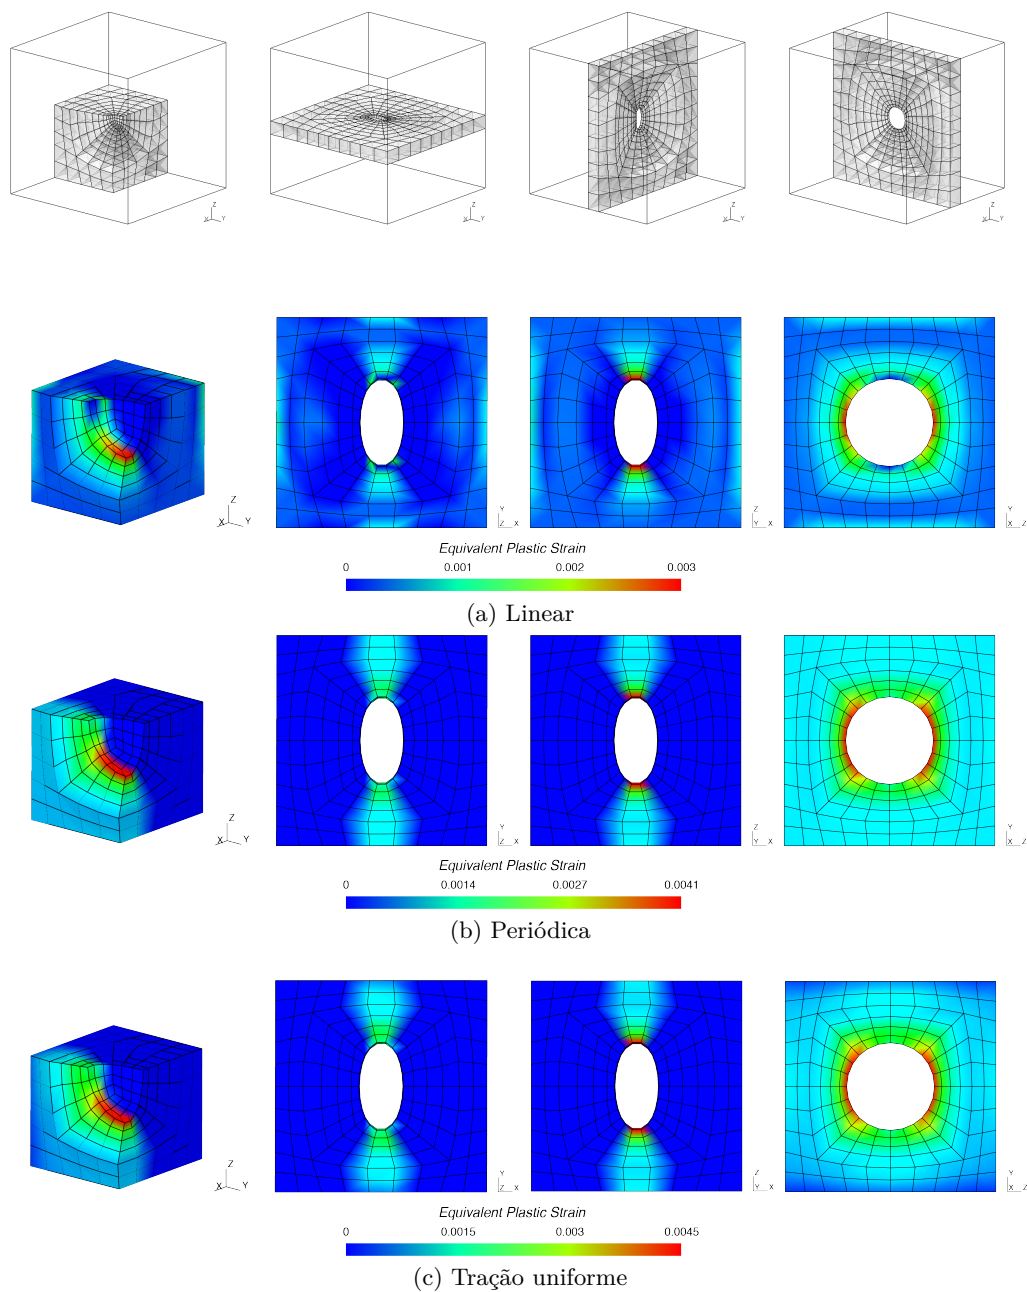 Z
X Y
Z
X Y
Z
X Y
Z
X Y
Z
X Y
Y
Z X
Z
Y X
Y
X Z
Equivalent Plastic Strain
0 0.001 0.002 0.003
(a) Linear
Z
X Y
Y
Z X
Z
Y X
Y
X Z
Equivalent Plastic Strain
0 0.0014 0.0027 0.0041
(b) Periódica
Z
X Y
Y
Z X
Z
Y X
Y
X Z
Equivalent Plastic Strain
0 0.0015 0.003 0.0045
(c) Tração uniforme